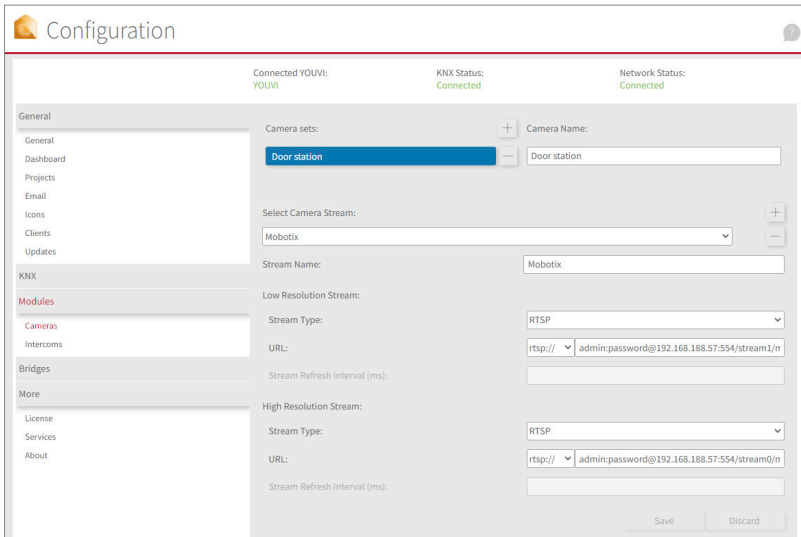 Configuration
?
Connected YOUVI: KNX Status: Network Status:
YOUVI Connected Connected
General
General
Dashboard
Projects
Email
Icons
Clients
Updates
KNX
Modules
Cameras
Intercoms
Bridges
More
License
Services
About
Camera sets: + Camera Name:
Door station — Door station
Select Camera Stream: +
Mobotix —
Stream Name: Mobotix
Low Resolution Stream:
Stream Type: RTSP
URL: rtsp:// admin:password@192.168.188.57:554/stream1/m
Stream Refresh Interval (ms):
High Resolution Stream:
Stream Type: RTSP
URL: rtsp:// admin:password@192.168.188.57:554/stream0/m
Stream Refresh Interval (ms):
Save Discard